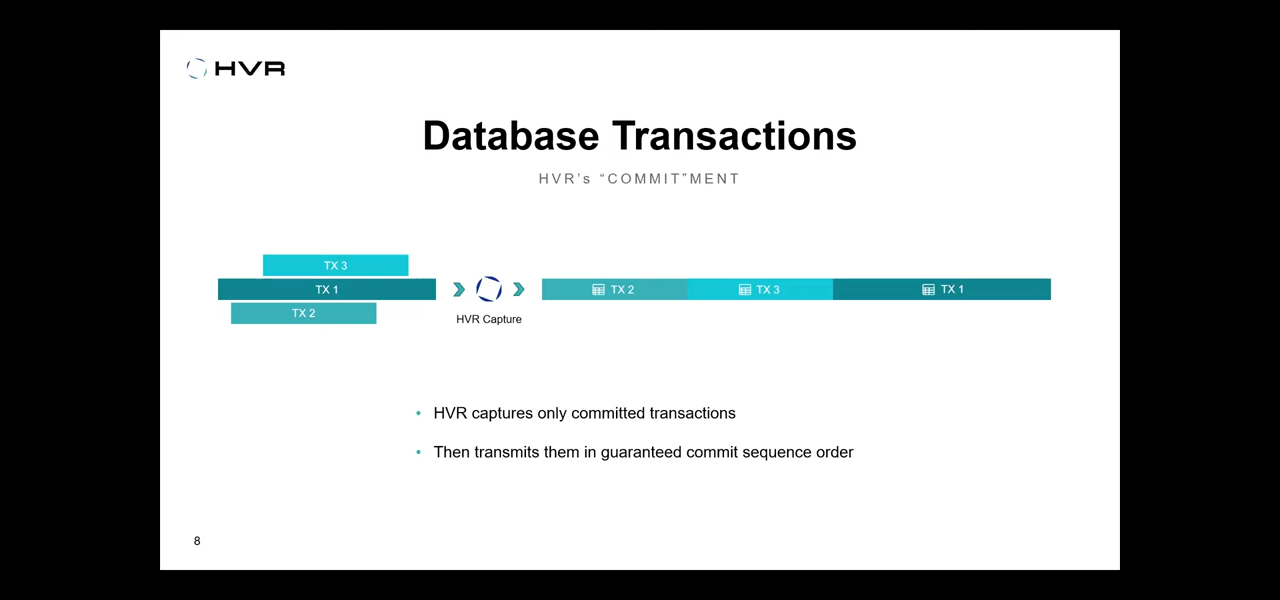 HVR
Database Transactions
HVR's “COMMIT”MENT
TX 3
TX 1
TX 2
HVR Capture
TX 2
TX 3
TX 1
• HVR captures only committed transactions
• Then transmits them in guaranteed commit sequence order
8